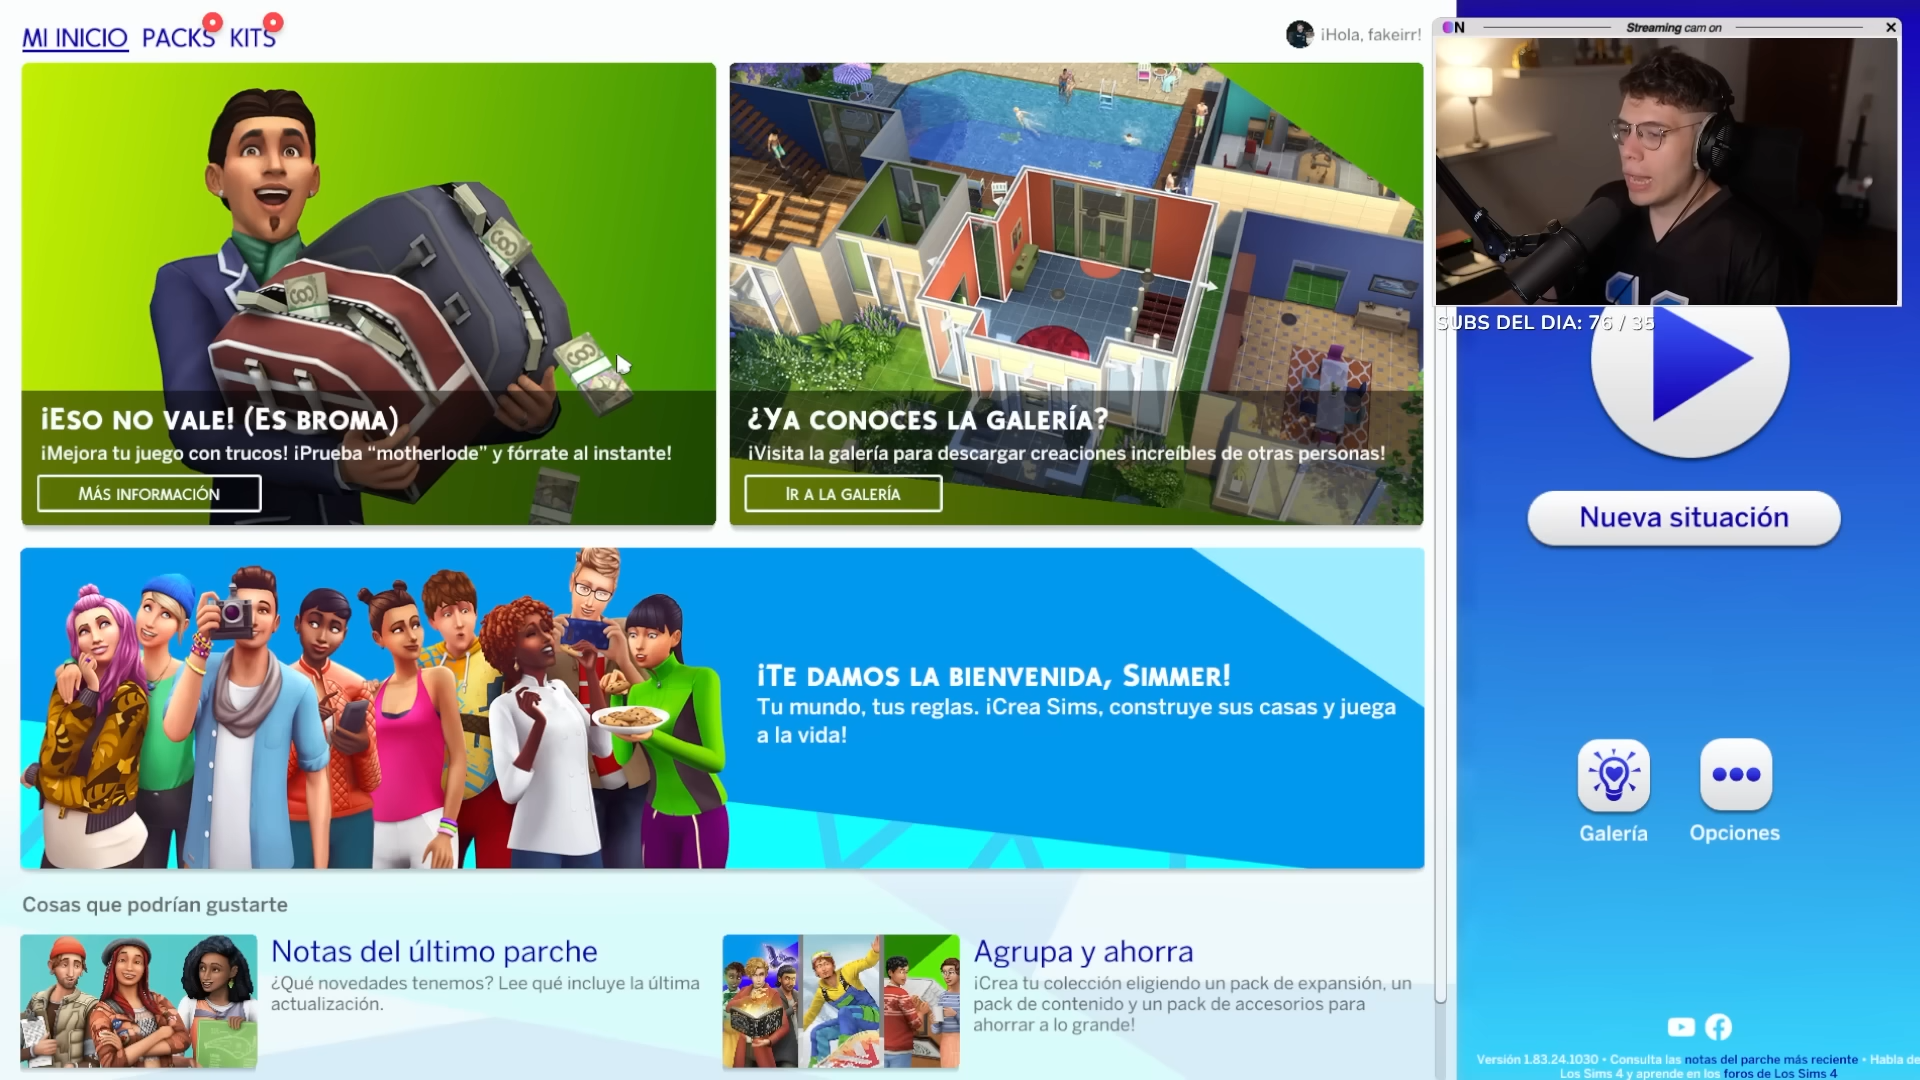 MI INICIO PACKS KITS
¡Hola, fakeirr!
ON Streaming cam on
SUBS DEL DIA: 76 / 35
¡ESO NO VALE! (ES BROMA)
¡Mejora tu juego con trucos! ¡Prueba “motherlode” y fórrate al instante!
MÁS INFORMACIÓN
¿YA CONOCES LA GALERÍA?
¡Visita la galería para descargar creaciones increíbles de otras personas!
IR A LA GALERÍA
Nueva situación
¡TE DAMOS LA BIENVENIDA, SIMMER!
Tu mundo, tus reglas. ¡Crea Sims, construye sus casas y juega
a la vida!
Galería
Opciones
Cosas que podrían gustarte
Notas del último parche
¿Qué novedades tenemos? Lee qué incluye la última
actualización.
Agrupa y ahorra
¡Crea tu colección eligiendo un pack de expansión, un
pack de contenido y un pack de accesorios para
ahorrar a lo grande!
Versión 1.83.24.1030 • Consulta las notas del parche más reciente • Habla de
Los Sims 4 y aprende en los foros de Los Sims 4